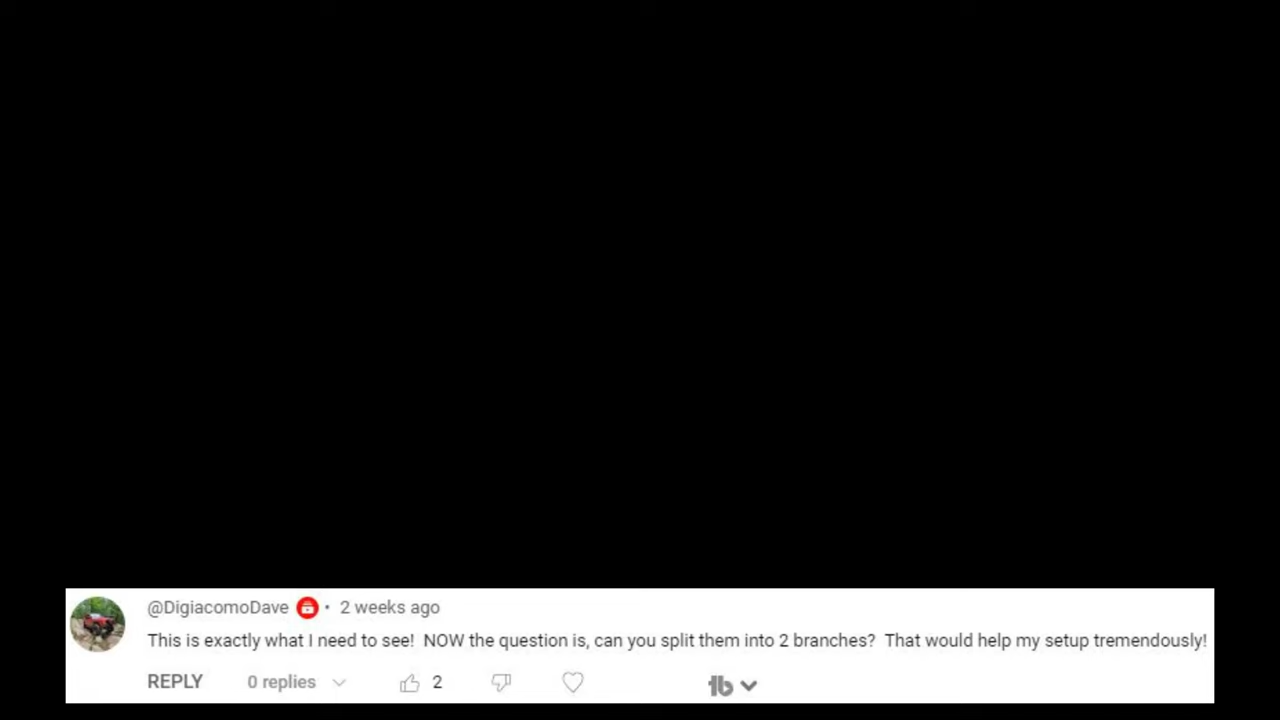 @DigiacomoDave • 2 weeks ago
This is exactly what I need to see!  NOW the question is, can you split them into 2 branches?  That would help my setup tremendously!
REPLY 0 replies 2 tb